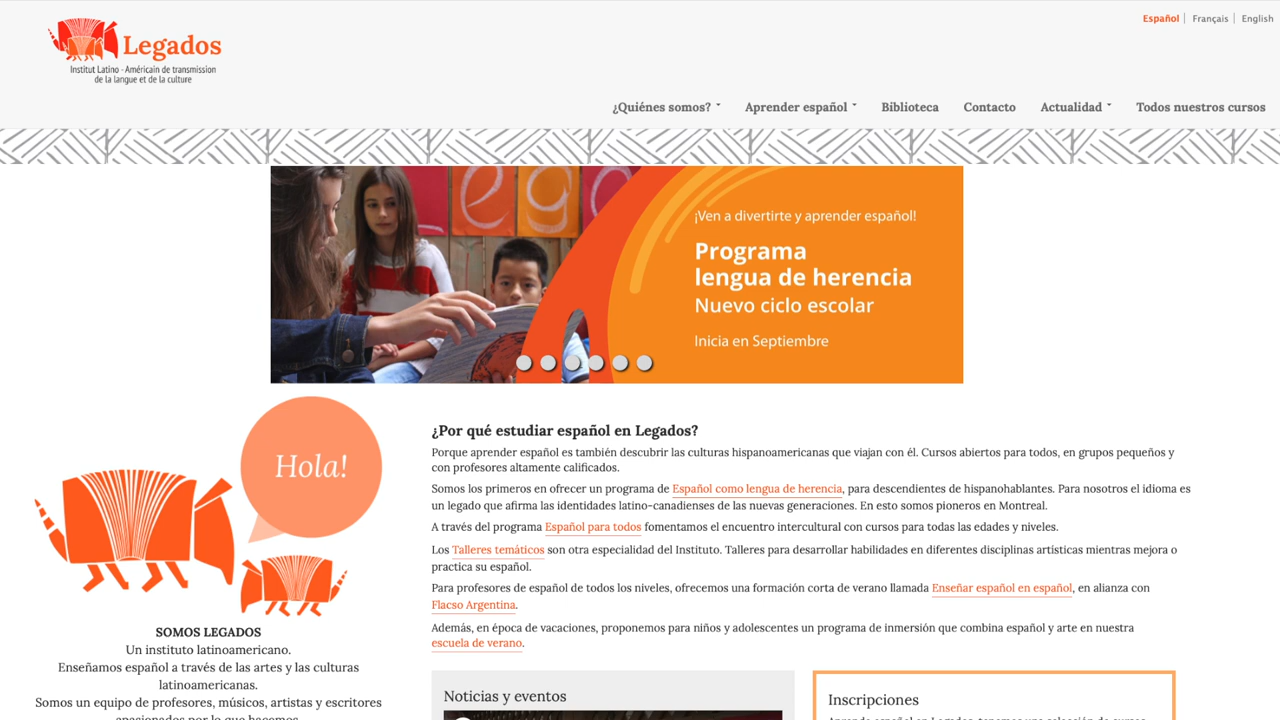 Español | Français | English
Legados
Institut Latino - Américain de transmission
de la langue et de la culture
¿Quiénes somos? Aprender español Biblioteca Contacto Actualidad Todos nuestros cursos
ego
¡Ven a divertirte y aprender español!
Programa
lengua de herencia
Nuevo ciclo escolar
Inicia en Septiembre
Hola!
SOMOS LEGADOS
Un instituto latinoamericano.
Enseñamos español a través de las artes y las culturas
latinoamericanas.
Somos un equipo de profesores, músicos, artistas y escritores
apasionados por lo que hacemos.
¿Por qué estudiar español en Legados?
Porque aprender español es también descubrir las culturas hispanoamericanas que viajan con él. Cursos abiertos para todos, en grupos pequeños y
con profesores altamente calificados.
Somos los primeros en ofrecer un programa de Español como lengua de herencia, para descendientes de hispanohablantes. Para nosotros el idioma es
un legado que afirma las identidades latino-canadienses de las nuevas generaciones. En esto somos pioneros en Montreal.
A través del programa Español para todos fomentamos el encuentro intercultural con cursos para todas las edades y niveles.
Los Talleres temáticos son otra especialidad del Instituto. Talleres para desarrollar habilidades en diferentes disciplinas artísticas mientras mejora o
practica su español.
Para profesores de español de todos los niveles, ofrecemos una formación corta de verano llamada Enseñar español en español, en alianza con
Flacso Argentina.
Además, en época de vacaciones, proponemos para niños y adolescentes un programa de inmersión que combina español y arte en nuestra
escuela de verano.
Noticias y eventos
Inscripciones